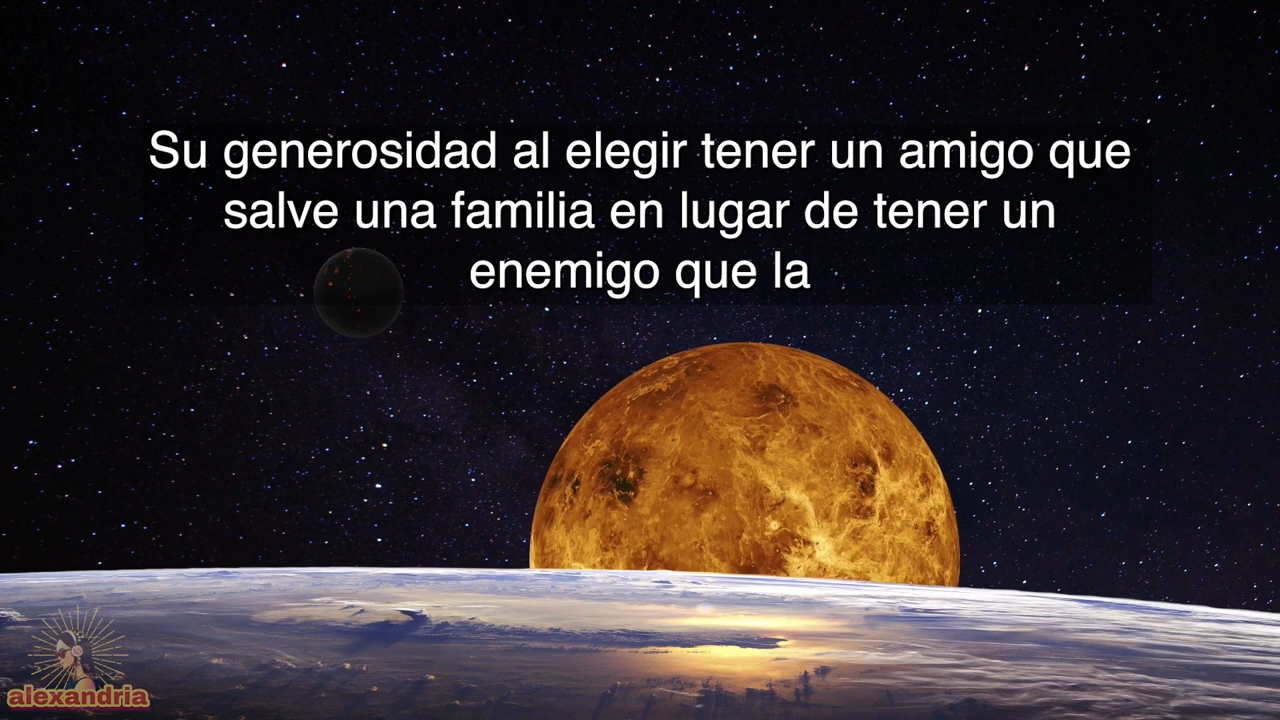 Su generosidad al elegir tener un amigo que
salve una familia en lugar de tener un
enemigo que la
alexandria